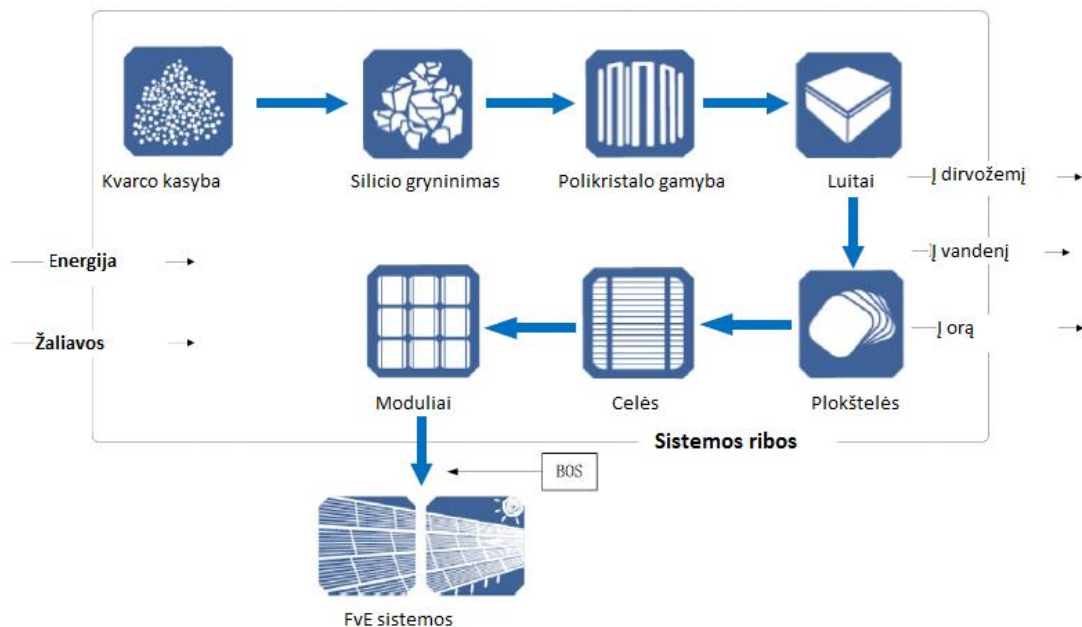 Kvarco kasyba
Silicio gryninimas
Polikristalo gamyba
Luitai
Į dirvožemį
Į vandenį
Į orą
Energija
Žaliavos
Moduliai
Celės
Plokštelės
Sistemos ribos
BOS
FvE sistemos